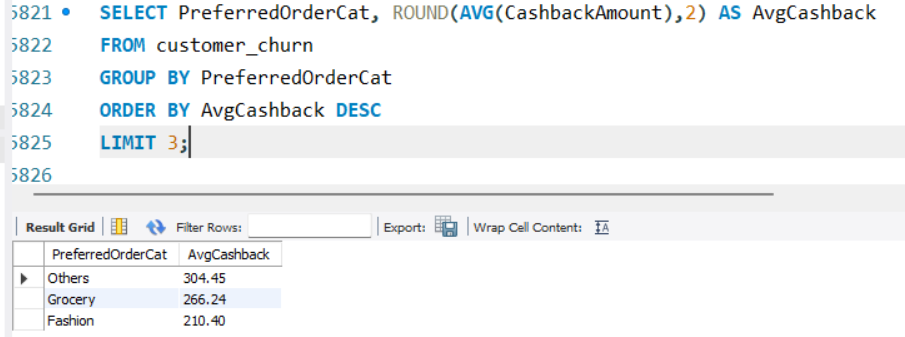 5821 SELECT PreferredOrderCat, ROUND(AVG(CashbackAmount),2) AS AvgCashback
5822 FROM customer_churn
5823 GROUP BY PreferredOrderCat
5824 ORDER BY AvgCashback DESC
5825 LIMIT 3;
5826
Result Grid Filter Rows: Export: Wrap Cell Content: IA
PreferredOrderCat AvgCashback
Others 304.45
Grocery 266.24
Fashion 210.40